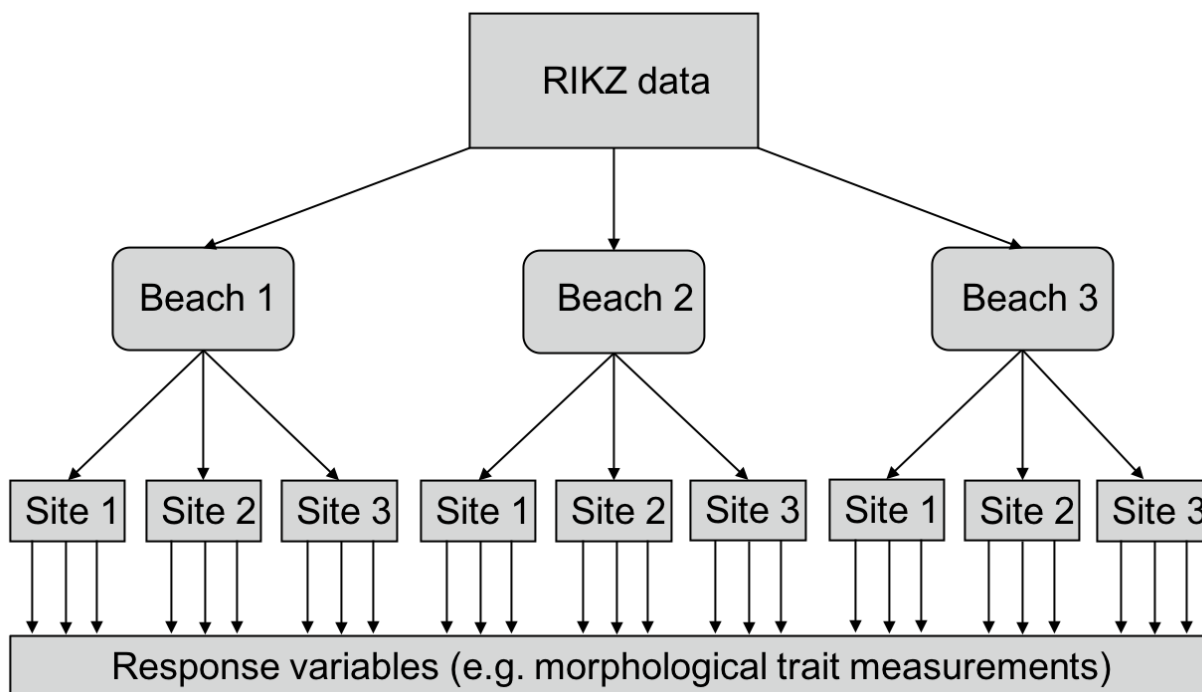 RIKZ data
Beach 1
Beach 2
Beach 3
Site 1
Site 2
Site 3
Site 1
Site 2
Site 3
Site 1
Site 2
Site 3
Response variables (e.g. morphological trait measurements)